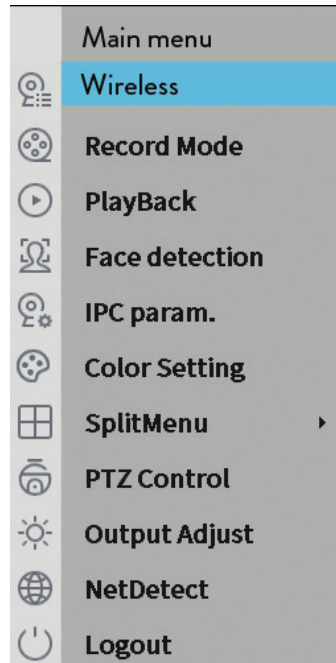 Main menu
Wireless
Record Mode
PlayBack
Face detection
IPC param.
Color Setting
SplitMenu
PTZ Control
Output Adjust
NetDetect
Logout